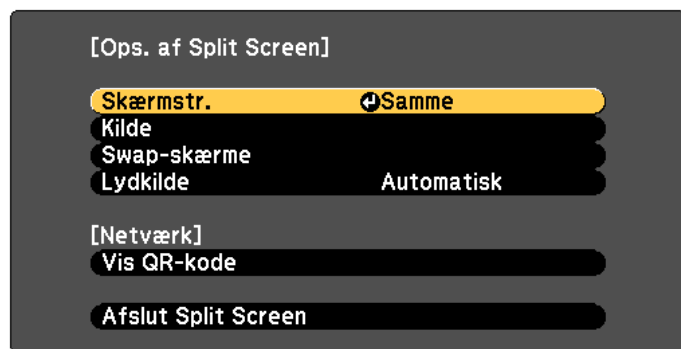 [Ops. af Split Screen]
Skærmstr. Samme
Kilde
Swap-skærme
Lydkilde Automatisk
[Netværk]
Vis QR-kode
Afslut Split Screen